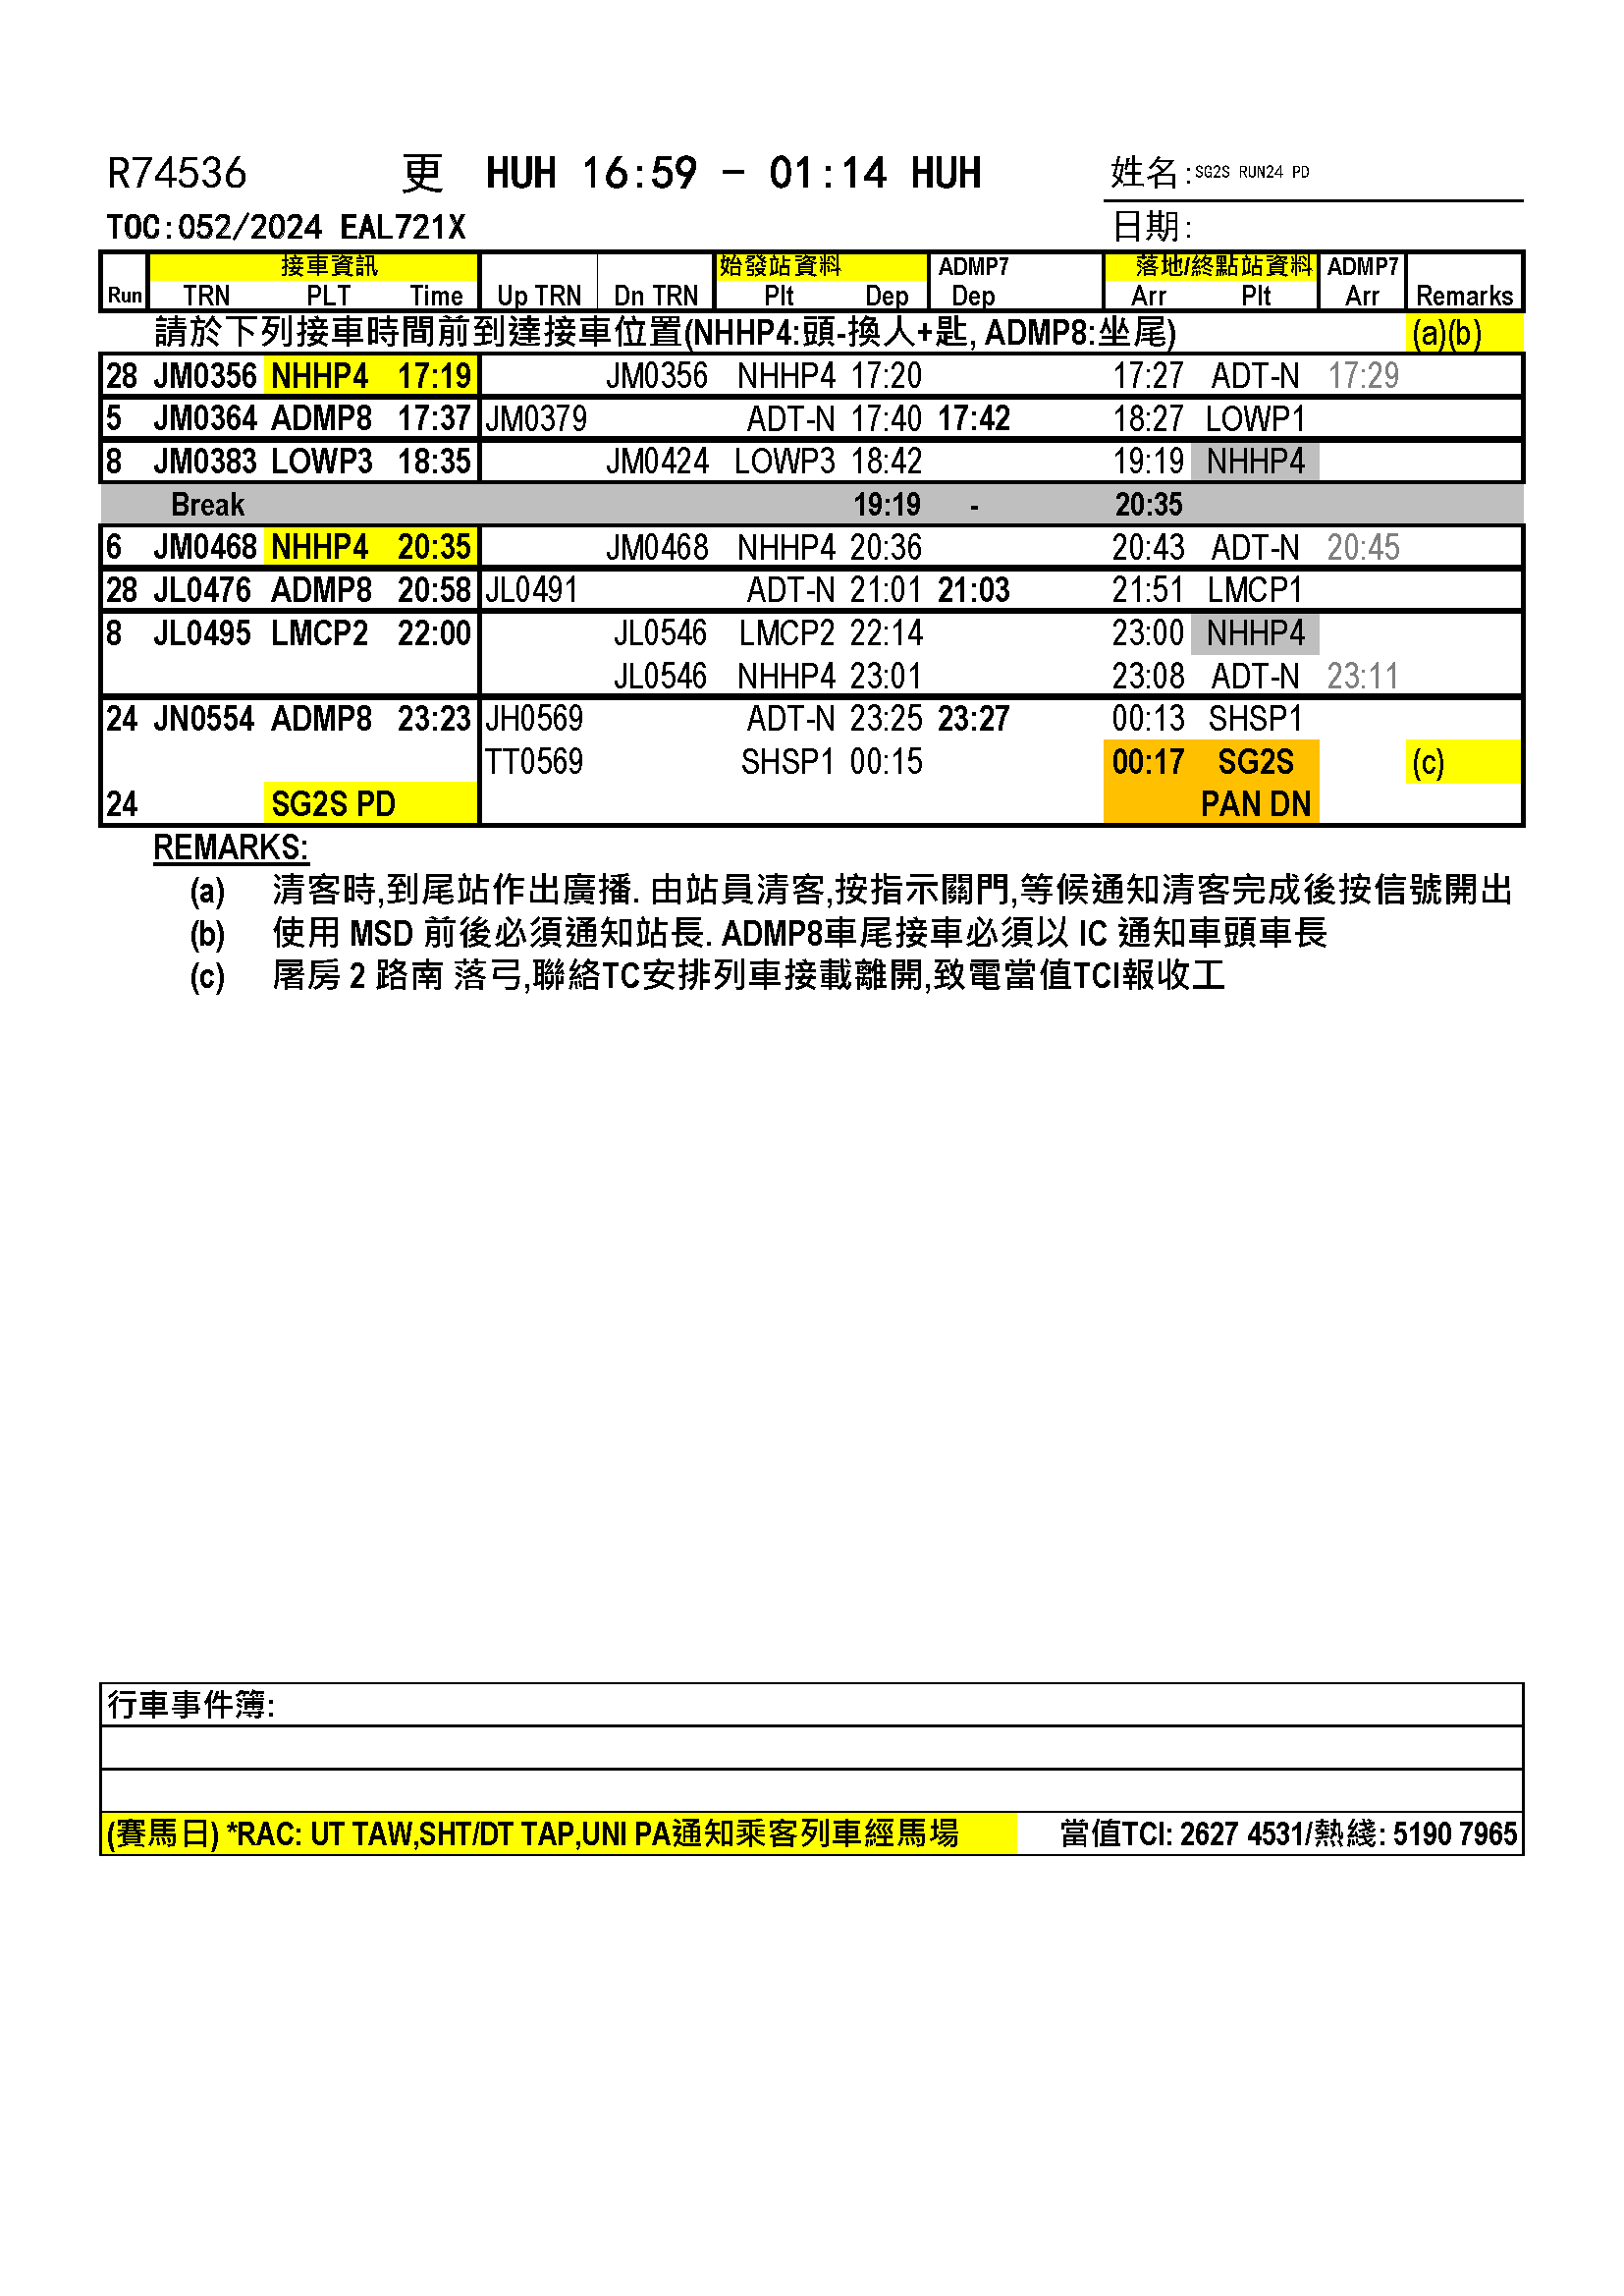 R74536 更 HUH 16:59 - 01:14 HUH 姓名:SG2S RUN24 PD
TOC:052/2024 EAL721X 日期:
接車資訊 始發站資料 ADMP7 落地/終點站資料 ADMP7
Run TRN PLT Time Up TRN Dn TRN Plt Dep Dep Arr Plt Arr Remarks
請於下列接車時間前到達接車位置(NHHP4:頭-換人+匙, ADMP8:坐尾) (a)(b)
28 JM0356 NHHP4 17:19 JM0356 NHHP4 17:20 17:27 ADT-N 17:29
5 JM0364 ADMP8 17:37 JM0379 ADT-N 17:40 17:42 18:27 LOWP1
8 JM0383 LOWP3 18:35 JM0424 LOWP3 18:42 19:19 NHHP4
Break 19:19 - 20:35
6 JM0468 NHHP4 20:35 JM0468 NHHP4 20:36 20:43 ADT-N 20:45
28 JL0476 ADMP8 20:58 JL0491 ADT-N 21:01 21:03 21:51 LMCP1
8 JL0495 LMCP2 22:00 JL0546 LMCP2 22:14 23:00 NHHP4
JL0546 NHHP4 23:01 23:08 ADT-N 23:11
24 JN0554 ADMP8 23:23 JH0569 ADT-N 23:25 23:27 00:13 SHSP1
TT0569 SHSP1 00:15 00:17 SG2S (c)
24 SG2S PD PAN DN
REMARKS:
(a) 清客時,到尾站作出廣播. 由站員清客,按指示關門,等候通知清客完成後按信號開出
(b) 使用 MSD 前後必須通知站長. ADMP8車尾接車必須以 IC 通知車頭車長
(c) 屠房 2 路南 落弓,聯絡TC安排列車接載離開,致電當值TCI報收工
行車事件簿:
(賽馬日) *RAC: UT TAW,SHT/DT TAP,UNI PA通知乘客列車經馬場 當值TCI: 2627 4531/熱綫: 5190 7965